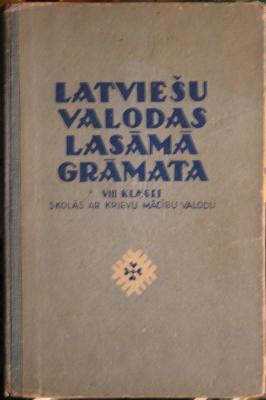 LATVIEŠU
VALODAS
LASĀMĀ
GRĀMATA
VIII KLASEI
SKOLĀS AR KRIEVU MĀCĪBU VALODU